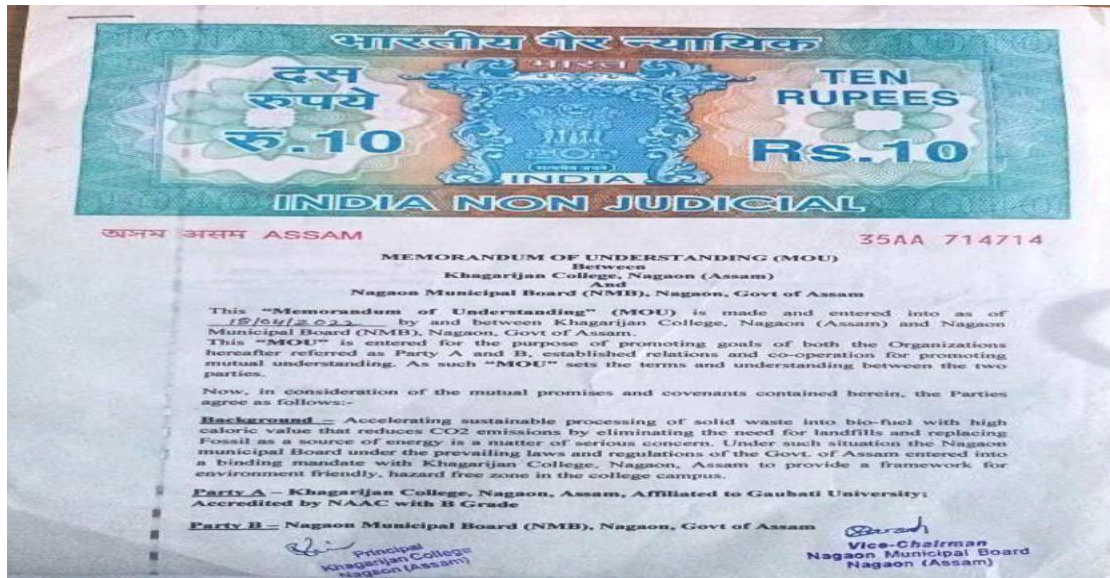 भारतीय गैर न्यायिक
भारत
दस
रुपये
रु.10
TEN
RUPEES
Rs.10
सत्यमेव जयते
INDIA
INDIA NON JUDICIAL
অসম असम ASSAM
35AA 714714
MEMORANDUM OF UNDERSTANDING (MOU)
Between
Khagarijan College, Nagaon (Assam)
And
Nagaon Municipal Board (NMB), Nagaon, Govt of Assam
This "Memorandum of Understanding" (MOU) is made and entered into as of
18/04/2022 by and between Khagarijan College, Nagaon (Assam) and Nagaon
Municipal Board (NMB), Nagaon, Govt of Assam.
This "MOU" is entered for the purpose of promoting goals of both the Organizations
hereafter referred as Party A and B, established relations and co-operation for promoting
mutual understanding. As such "MOU" sets the terms and understanding between the two
parties.
Now, in consideration of the mutual promises and covenants contained herein, the Parties
agree as follows:-
Background – Accelerating sustainable processing of solid waste into bio-fuel with high
caloric value that reduces CO2 emissions by eliminating the need for landfills and replacing
Fossil as a source of energy is a matter of serious concern. Under such situation the Nagaon
municipal Board under the prevailing laws and regulations of the Govt. of Assam entered into
a binding mandate with Khagarijan College, Nagaon, Assam to provide a framework for
environment friendly, hazard free zone in the college campus.
Party A – Khagarijan College, Nagaon, Assam, Affiliated to Gauhati University;
Accredited by NAAC with B Grade
Party B – Nagaon Municipal Board (NMB), Nagaon, Govt of Assam
Principal
Khagarijan College
Nagaon (Assam)
Vice-Chairman
Nagaon Municipal Board
Nagaon (Assam)